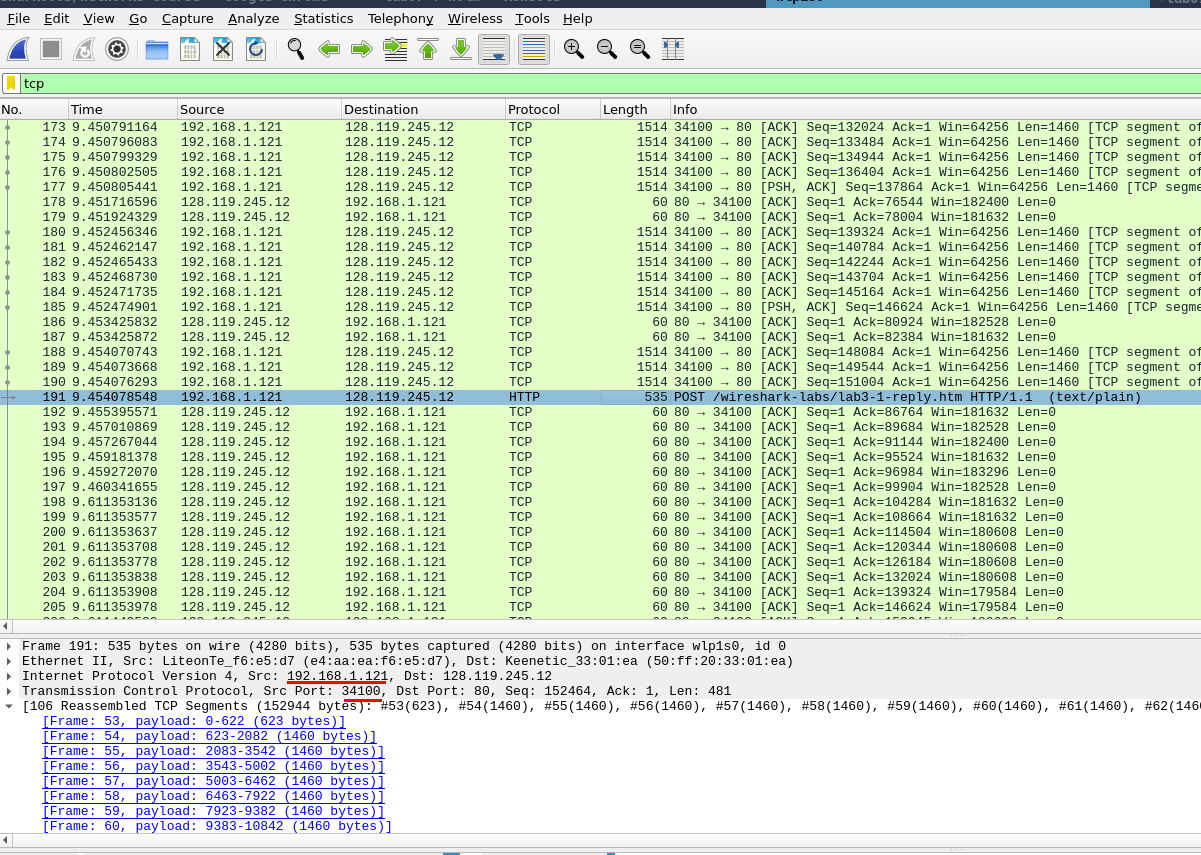 File Edit View Go Capture Analyze Statistics Telephony Wireless Tools Help
tcp
No. Time Source Destination Protocol Length Info
173 9.450791164 192.168.1.121 128.119.245.12 TCP 1514 34100 → 80 [ACK] Seq=132024 Ack=1 Win=64256 Len=1460 [TCP segment of
174 9.450796083 192.168.1.121 128.119.245.12 TCP 1514 34100 → 80 [ACK] Seq=133484 Ack=1 Win=64256 Len=1460 [TCP segment of
175 9.450799329 192.168.1.121 128.119.245.12 TCP 1514 34100 → 80 [ACK] Seq=134944 Ack=1 Win=64256 Len=1460 [TCP segment of
176 9.450802505 192.168.1.121 128.119.245.12 TCP 1514 34100 → 80 [ACK] Seq=136404 Ack=1 Win=64256 Len=1460 [TCP segment of
177 9.450805441 192.168.1.121 128.119.245.12 TCP 1514 34100 → 80 [PSH, ACK] Seq=137864 Ack=1 Win=64256 Len=1460 [TCP segme
178 9.451716596 128.119.245.12 192.168.1.121 TCP 60 80 → 34100 [ACK] Seq=1 Ack=76544 Win=182400 Len=0
179 9.451924329 128.119.245.12 192.168.1.121 TCP 60 80 → 34100 [ACK] Seq=1 Ack=78004 Win=181632 Len=0
180 9.452456346 192.168.1.121 128.119.245.12 TCP 1514 34100 → 80 [ACK] Seq=139324 Ack=1 Win=64256 Len=1460 [TCP segment of
181 9.452462147 192.168.1.121 128.119.245.12 TCP 1514 34100 → 80 [ACK] Seq=140784 Ack=1 Win=64256 Len=1460 [TCP segment of
182 9.452465433 192.168.1.121 128.119.245.12 TCP 1514 34100 → 80 [ACK] Seq=142244 Ack=1 Win=64256 Len=1460 [TCP segment of
183 9.452468730 192.168.1.121 128.119.245.12 TCP 1514 34100 → 80 [ACK] Seq=143704 Ack=1 Win=64256 Len=1460 [TCP segment of
184 9.452471735 192.168.1.121 128.119.245.12 TCP 1514 34100 → 80 [ACK] Seq=145164 Ack=1 Win=64256 Len=1460 [TCP segment of
185 9.452474901 192.168.1.121 128.119.245.12 TCP 1514 34100 → 80 [PSH, ACK] Seq=146624 Ack=1 Win=64256 Len=1460 [TCP segme
186 9.453425832 128.119.245.12 192.168.1.121 TCP 60 80 → 34100 [ACK] Seq=1 Ack=80924 Win=182528 Len=0
187 9.453425872 128.119.245.12 192.168.1.121 TCP 60 80 → 34100 [ACK] Seq=1 Ack=82384 Win=181632 Len=0
188 9.454070743 192.168.1.121 128.119.245.12 TCP 1514 34100 → 80 [ACK] Seq=148084 Ack=1 Win=64256 Len=1460 [TCP segment of
189 9.454073668 192.168.1.121 128.119.245.12 TCP 1514 34100 → 80 [ACK] Seq=149544 Ack=1 Win=64256 Len=1460 [TCP segment of
190 9.454076293 192.168.1.121 128.119.245.12 TCP 1514 34100 → 80 [ACK] Seq=151004 Ack=1 Win=64256 Len=1460 [TCP segment of
191 9.454078548 192.168.1.121 128.119.245.12 HTTP 535 POST /wireshark-labs/lab3-1-reply.htm HTTP/1.1 (text/plain)
192 9.455395571 128.119.245.12 192.168.1.121 TCP 60 80 → 34100 [ACK] Seq=1 Ack=86764 Win=181632 Len=0
193 9.457010869 128.119.245.12 192.168.1.121 TCP 60 80 → 34100 [ACK] Seq=1 Ack=89684 Win=182528 Len=0
194 9.457267044 128.119.245.12 192.168.1.121 TCP 60 80 → 34100 [ACK] Seq=1 Ack=91144 Win=182400 Len=0
195 9.459181378 128.119.245.12 192.168.1.121 TCP 60 80 → 34100 [ACK] Seq=1 Ack=95524 Win=181632 Len=0
196 9.459272070 128.119.245.12 192.168.1.121 TCP 60 80 → 34100 [ACK] Seq=1 Ack=96984 Win=183296 Len=0
197 9.460341655 128.119.245.12 192.168.1.121 TCP 60 80 → 34100 [ACK] Seq=1 Ack=99904 Win=182528 Len=0
198 9.611353136 128.119.245.12 192.168.1.121 TCP 60 80 → 34100 [ACK] Seq=1 Ack=104284 Win=181632 Len=0
199 9.611353577 128.119.245.12 192.168.1.121 TCP 60 80 → 34100 [ACK] Seq=1 Ack=108664 Win=181632 Len=0
200 9.611353637 128.119.245.12 192.168.1.121 TCP 60 80 → 34100 [ACK] Seq=1 Ack=114504 Win=180608 Len=0
201 9.611353708 128.119.245.12 192.168.1.121 TCP 60 80 → 34100 [ACK] Seq=1 Ack=120344 Win=180608 Len=0
202 9.611353778 128.119.245.12 192.168.1.121 TCP 60 80 → 34100 [ACK] Seq=1 Ack=126184 Win=180608 Len=0
203 9.611353838 128.119.245.12 192.168.1.121 TCP 60 80 → 34100 [ACK] Seq=1 Ack=132024 Win=180608 Len=0
204 9.611353908 128.119.245.12 192.168.1.121 TCP 60 80 → 34100 [ACK] Seq=1 Ack=139324 Win=179584 Len=0
205 9.611353978 128.119.245.12 192.168.1.121 TCP 60 80 → 34100 [ACK] Seq=1 Ack=146624 Win=179584 Len=0
Frame 191: 535 bytes on wire (4280 bits), 535 bytes captured (4280 bits) on interface wlp1s0, id 0
Ethernet II, Src: LiteonTe_f6:e5:d7 (e4:aa:ea:f6:e5:d7), Dst: Keenetic_33:01:ea (50:ff:20:33:01:ea)
Internet Protocol Version 4, Src: 192.168.1.121, Dst: 128.119.245.12
Transmission Control Protocol, Src Port: 34100, Dst Port: 80, Seq: 152464, Ack: 1, Len: 481
[106 Reassembled TCP Segments (152944 bytes): #53(623), #54(1460), #55(1460), #56(1460), #57(1460), #58(1460), #59(1460), #60(1460), #61(1460), #62(146
[Frame: 53, payload: 0-622 (623 bytes)]
[Frame: 54, payload: 623-2082 (1460 bytes)]
[Frame: 55, payload: 2083-3542 (1460 bytes)]
[Frame: 56, payload: 3543-5002 (1460 bytes)]
[Frame: 57, payload: 5003-6462 (1460 bytes)]
[Frame: 58, payload: 6463-7922 (1460 bytes)]
[Frame: 59, payload: 7923-9382 (1460 bytes)]
[Frame: 60, payload: 9383-10842 (1460 bytes)]